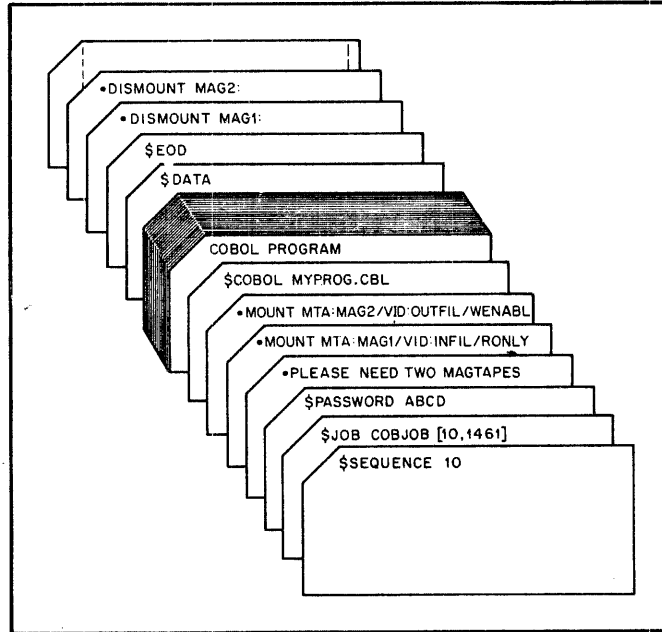 •DISMOUNT MAG2:
•DISMOUNT MAG1:
$EOD
$DATA
COBOL PROGRAM
$COBOL MYPROG.CBL
•MOUNT MTA:MAG2/VID:OUTFIL/WENABL
•MOUNT MTA:MAG1/VID:INFIL/RONLY
•PLEASE NEED TWO MAGTAPES
$PASSWORD ABCD
$JOB COBJOB [10,1461]
$SEQUENCE 10